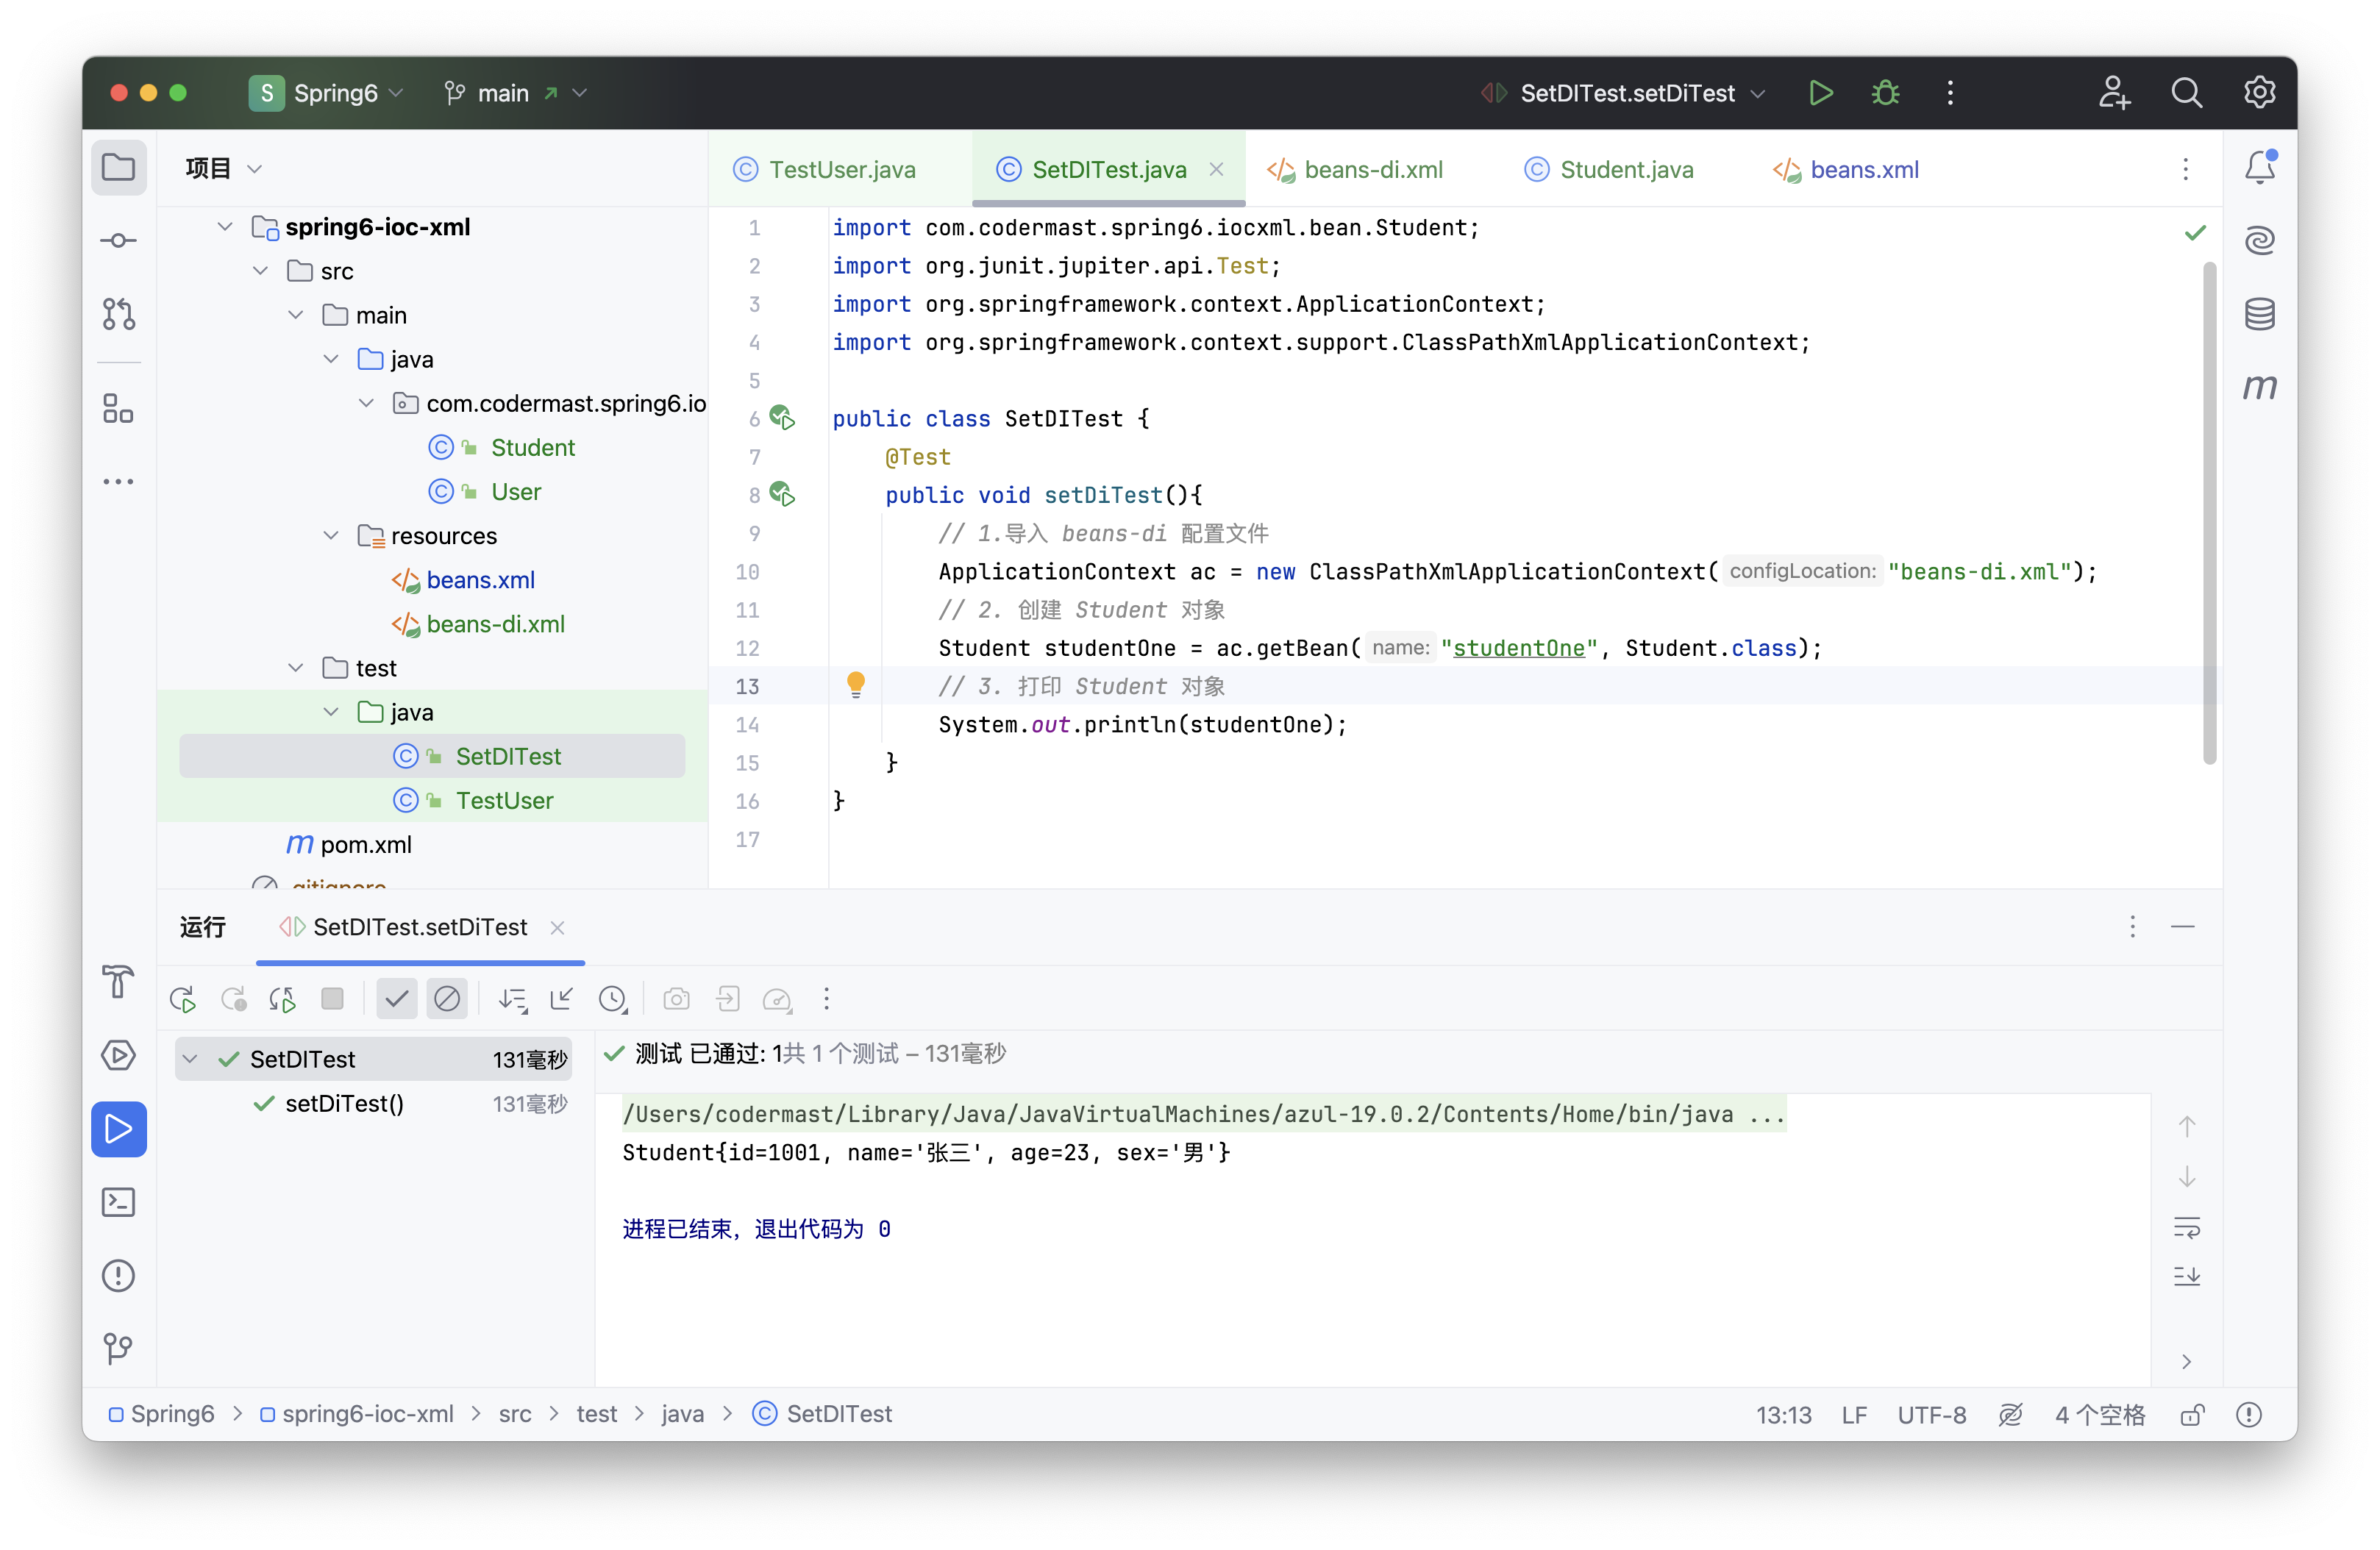 S Spring6 main SetDITest.setDiTest
项目
TestUser.java SetDITest.java beans-di.xml Student.java beans.xml
spring6-ioc-xml
src
main
java
com.codermast.spring6.io
Student
User
resources
beans.xml
beans-di.xml
test
java
SetDITest
TestUser
pom.xml
.gitignore
1 import com.codermast.spring6.iocxml.bean.Student;
2 import org.junit.jupiter.api.Test;
3 import org.springframework.context.ApplicationContext;
4 import org.springframework.context.support.ClassPathXmlApplicationContext;
5
6 public class SetDITest {
7 @Test
8 public void setDiTest(){
9 // 1.导入 beans-di 配置文件
10 ApplicationContext ac = new ClassPathXmlApplicationContext( configLocation: "beans-di.xml");
11 // 2. 创建 Student 对象
12 Student studentOne = ac.getBean( name: "studentOne", Student.class);
13 // 3. 打印 Student 对象
14 System.out.println(studentOne);
15 }
16 }
17
运行 SetDITest.setDiTest
SetDITest 131毫秒
setDiTest() 131毫秒
测试 已通过: 1共 1 个测试 – 131毫秒
/Users/codermast/Library/Java/JavaVirtualMachines/azul-19.0.2/Contents/Home/bin/java ...
Student{id=1001, name='张三', age=23, sex='男'}
进程已结束，退出代码为 0
Spring6 > spring6-ioc-xml > src > test > java > SetDITest 13:13 LF UTF-8 4 个空格